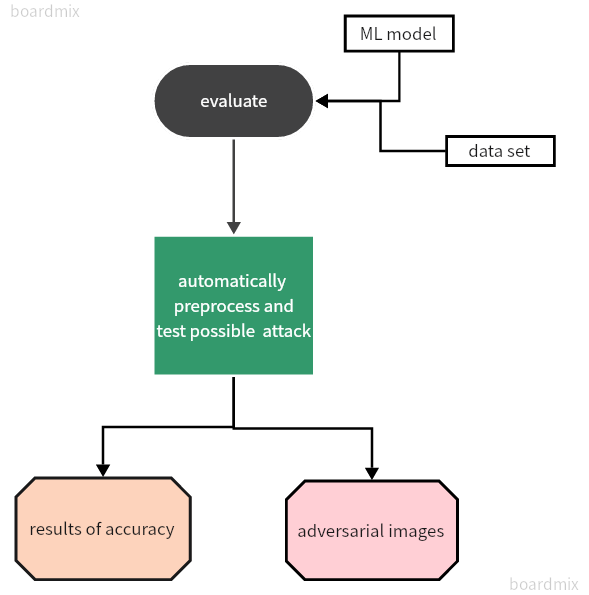 boardmix
ML model
evaluate
data set
automatically
preprocess and
test possible  attack
results of accuracy
adversarial images
boardmix